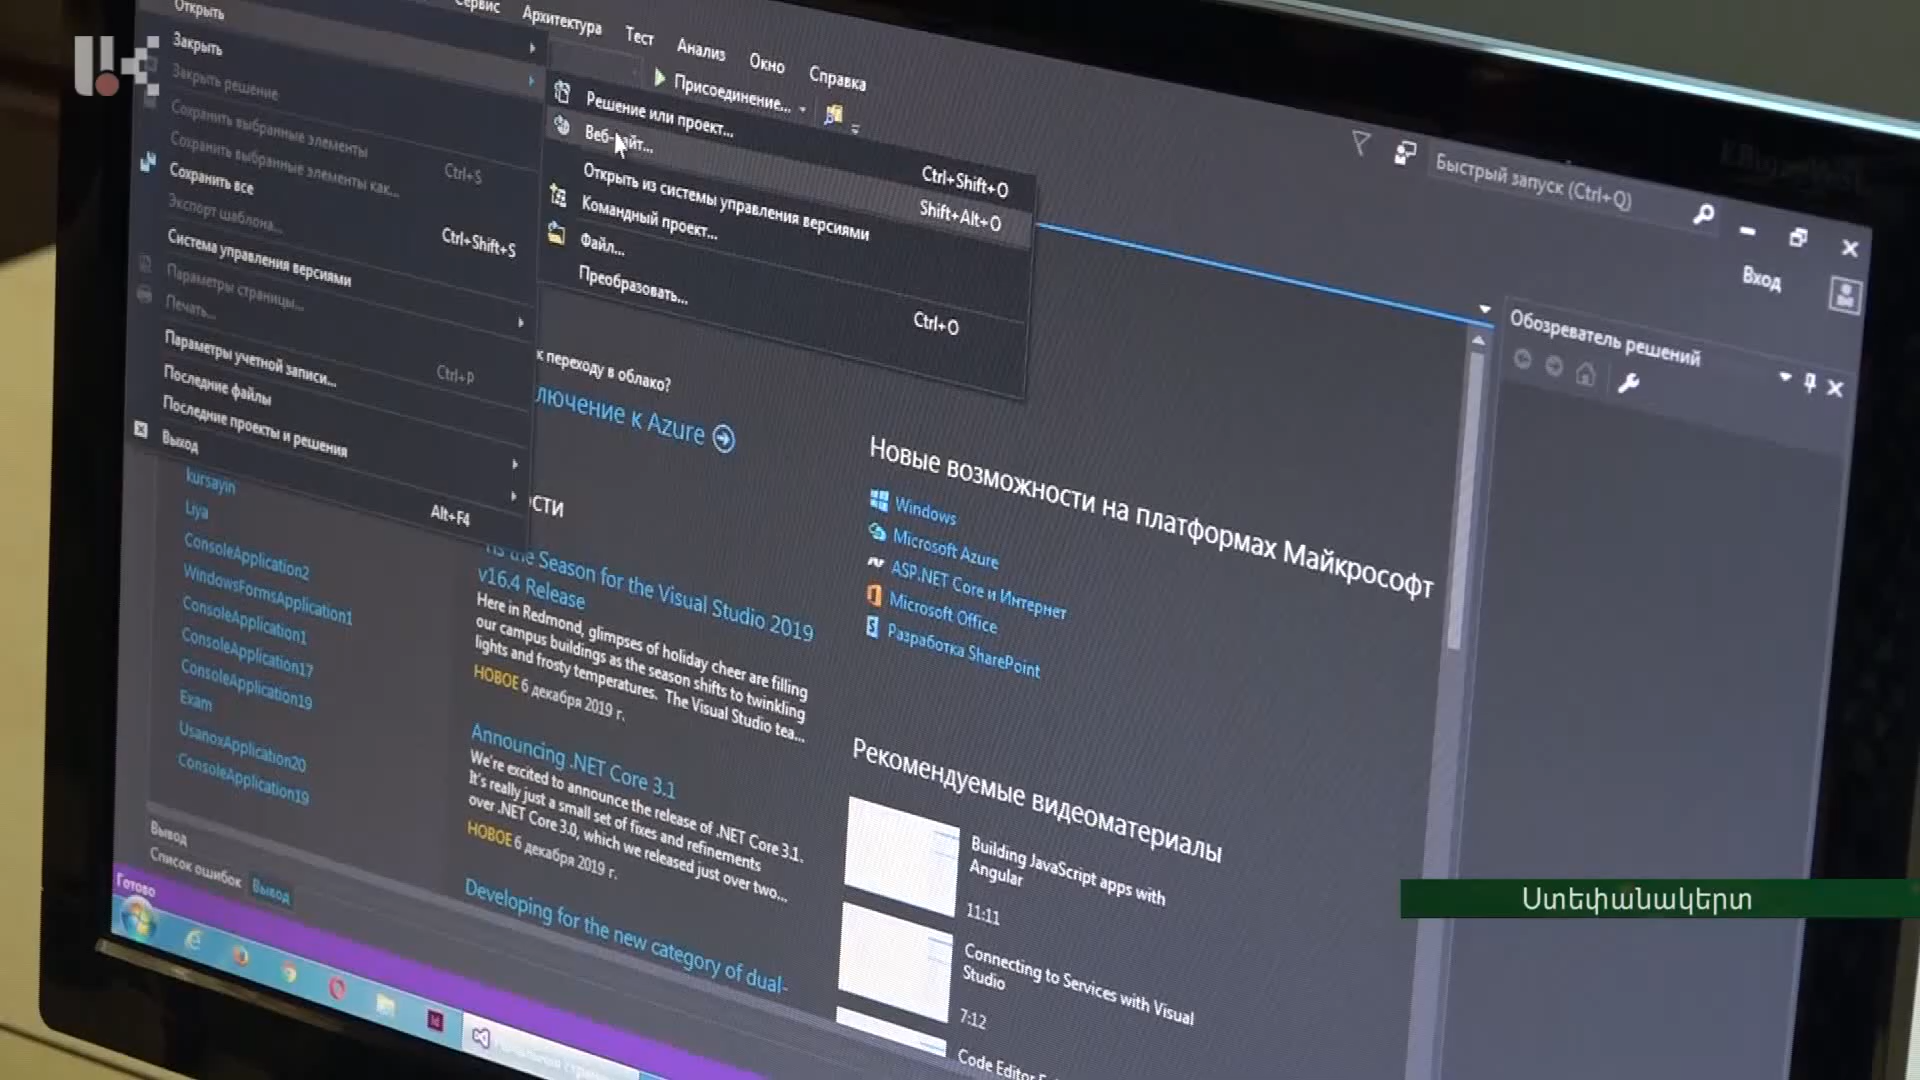 Сервис
Архитектура
Тест
Анализ
Окно
Справка
Присоединение...
Быстрый запуск (Ctrl+Q)
Вход
Открыть
Закрыть
Закрыть решение
Сохранить выбранные элементы
Ctrl+S
Сохранить выбранные элементы как...
Сохранить все
Ctrl+Shift+S
Экспорт шаблона...
Система управления версиями
Параметры страницы...
Печать...
Ctrl+P
Параметры учетной записи...
Последние файлы
Последние проекты и решения
Выход
Alt+F4
Решение или проект...
Ctrl+Shift+O
Shift+Alt+O
Открыть из системы управления версиями
Командный проект...
Файл...
Ctrl+O
Преобразовать...
к переходу в облако?
лючение к Azure
ости
the Season for the Visual Studio 2019
v16.4 Release
Here in Redmond, glimpses of holiday cheer are filling
our campus buildings as the season shifts to twinkling
lights and frosty temperatures. The Visual Studio tea...
НОВОЕ 6 декабря 2019 г.
Announcing .NET Core 3.1
We're excited to announce the release of .NET Core 3.1.
It's really just a small set of fixes and refinements
over .NET Core 3.0, which we released just over two...
НОВОЕ 6 декабря 2019 г.
Developing for the new category of dual-
kursayin
Liya
ConsoleApplication2
WindowsFormsApplication1
ConsoleApplication1
ConsoleApplication17
ConsoleApplication19
Exam
UsanoxApplication20
ConsoleApplication19
Новые возможности на платформах Майкрософт
Windows
Microsoft Azure
ASP.NET Core и Интернет
Microsoft Office
Разработка SharePoint
Рекомендуемые видеоматериалы
Building JavaScript apps with
Angular
11:11
Connecting to Services with Visual
Studio
7:12
Code Editor
Обозреватель решений
Вывод
Список ошибок Вывод
Готово
Ստեփանակերտ